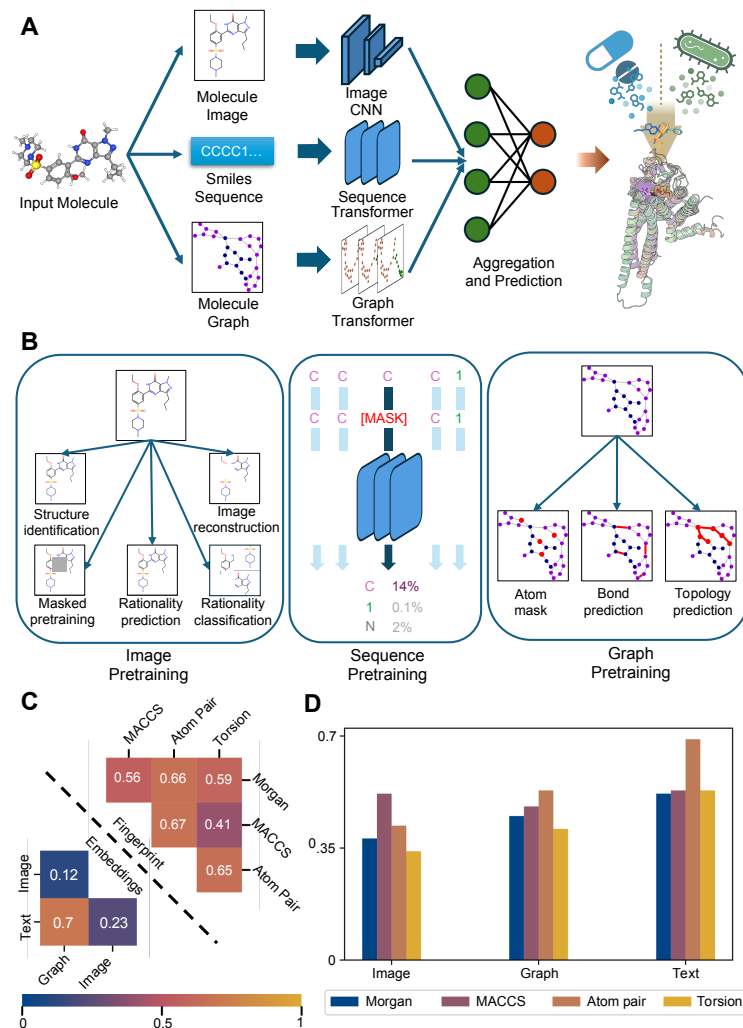 A
Molecule
Image
Image
CNN
CCCC1...
Smiles
Sequence
Sequence
Transformer
Input Molecule
Molecule
Graph
Graph
Transformer
Aggregation
and Prediction
B
Structure
identification
Image
reconstruction
Masked
pretraining
Rationality
prediction
Rationality
classification
Image
Pretraining
C C C C 1
C C [MASK] C 1
C 14%
1 0.1%
N 2%
Sequence
Pretraining
Atom
mask
Bond
prediction
Topology
prediction
Graph
Pretraining
C
MACCS
Atom Pair
Torsion
0.56 0.66 0.59
Morgan
0.67 0.41
MACCS
0.65
Atom Pair
Fingerprint
Embeddings
Image
0.12
Text
0.7 0.23
Graph
Image
0 0.5 1
D
0.7
0.35
0
Image Graph Text
Morgan MACCS Atom pair Torsion